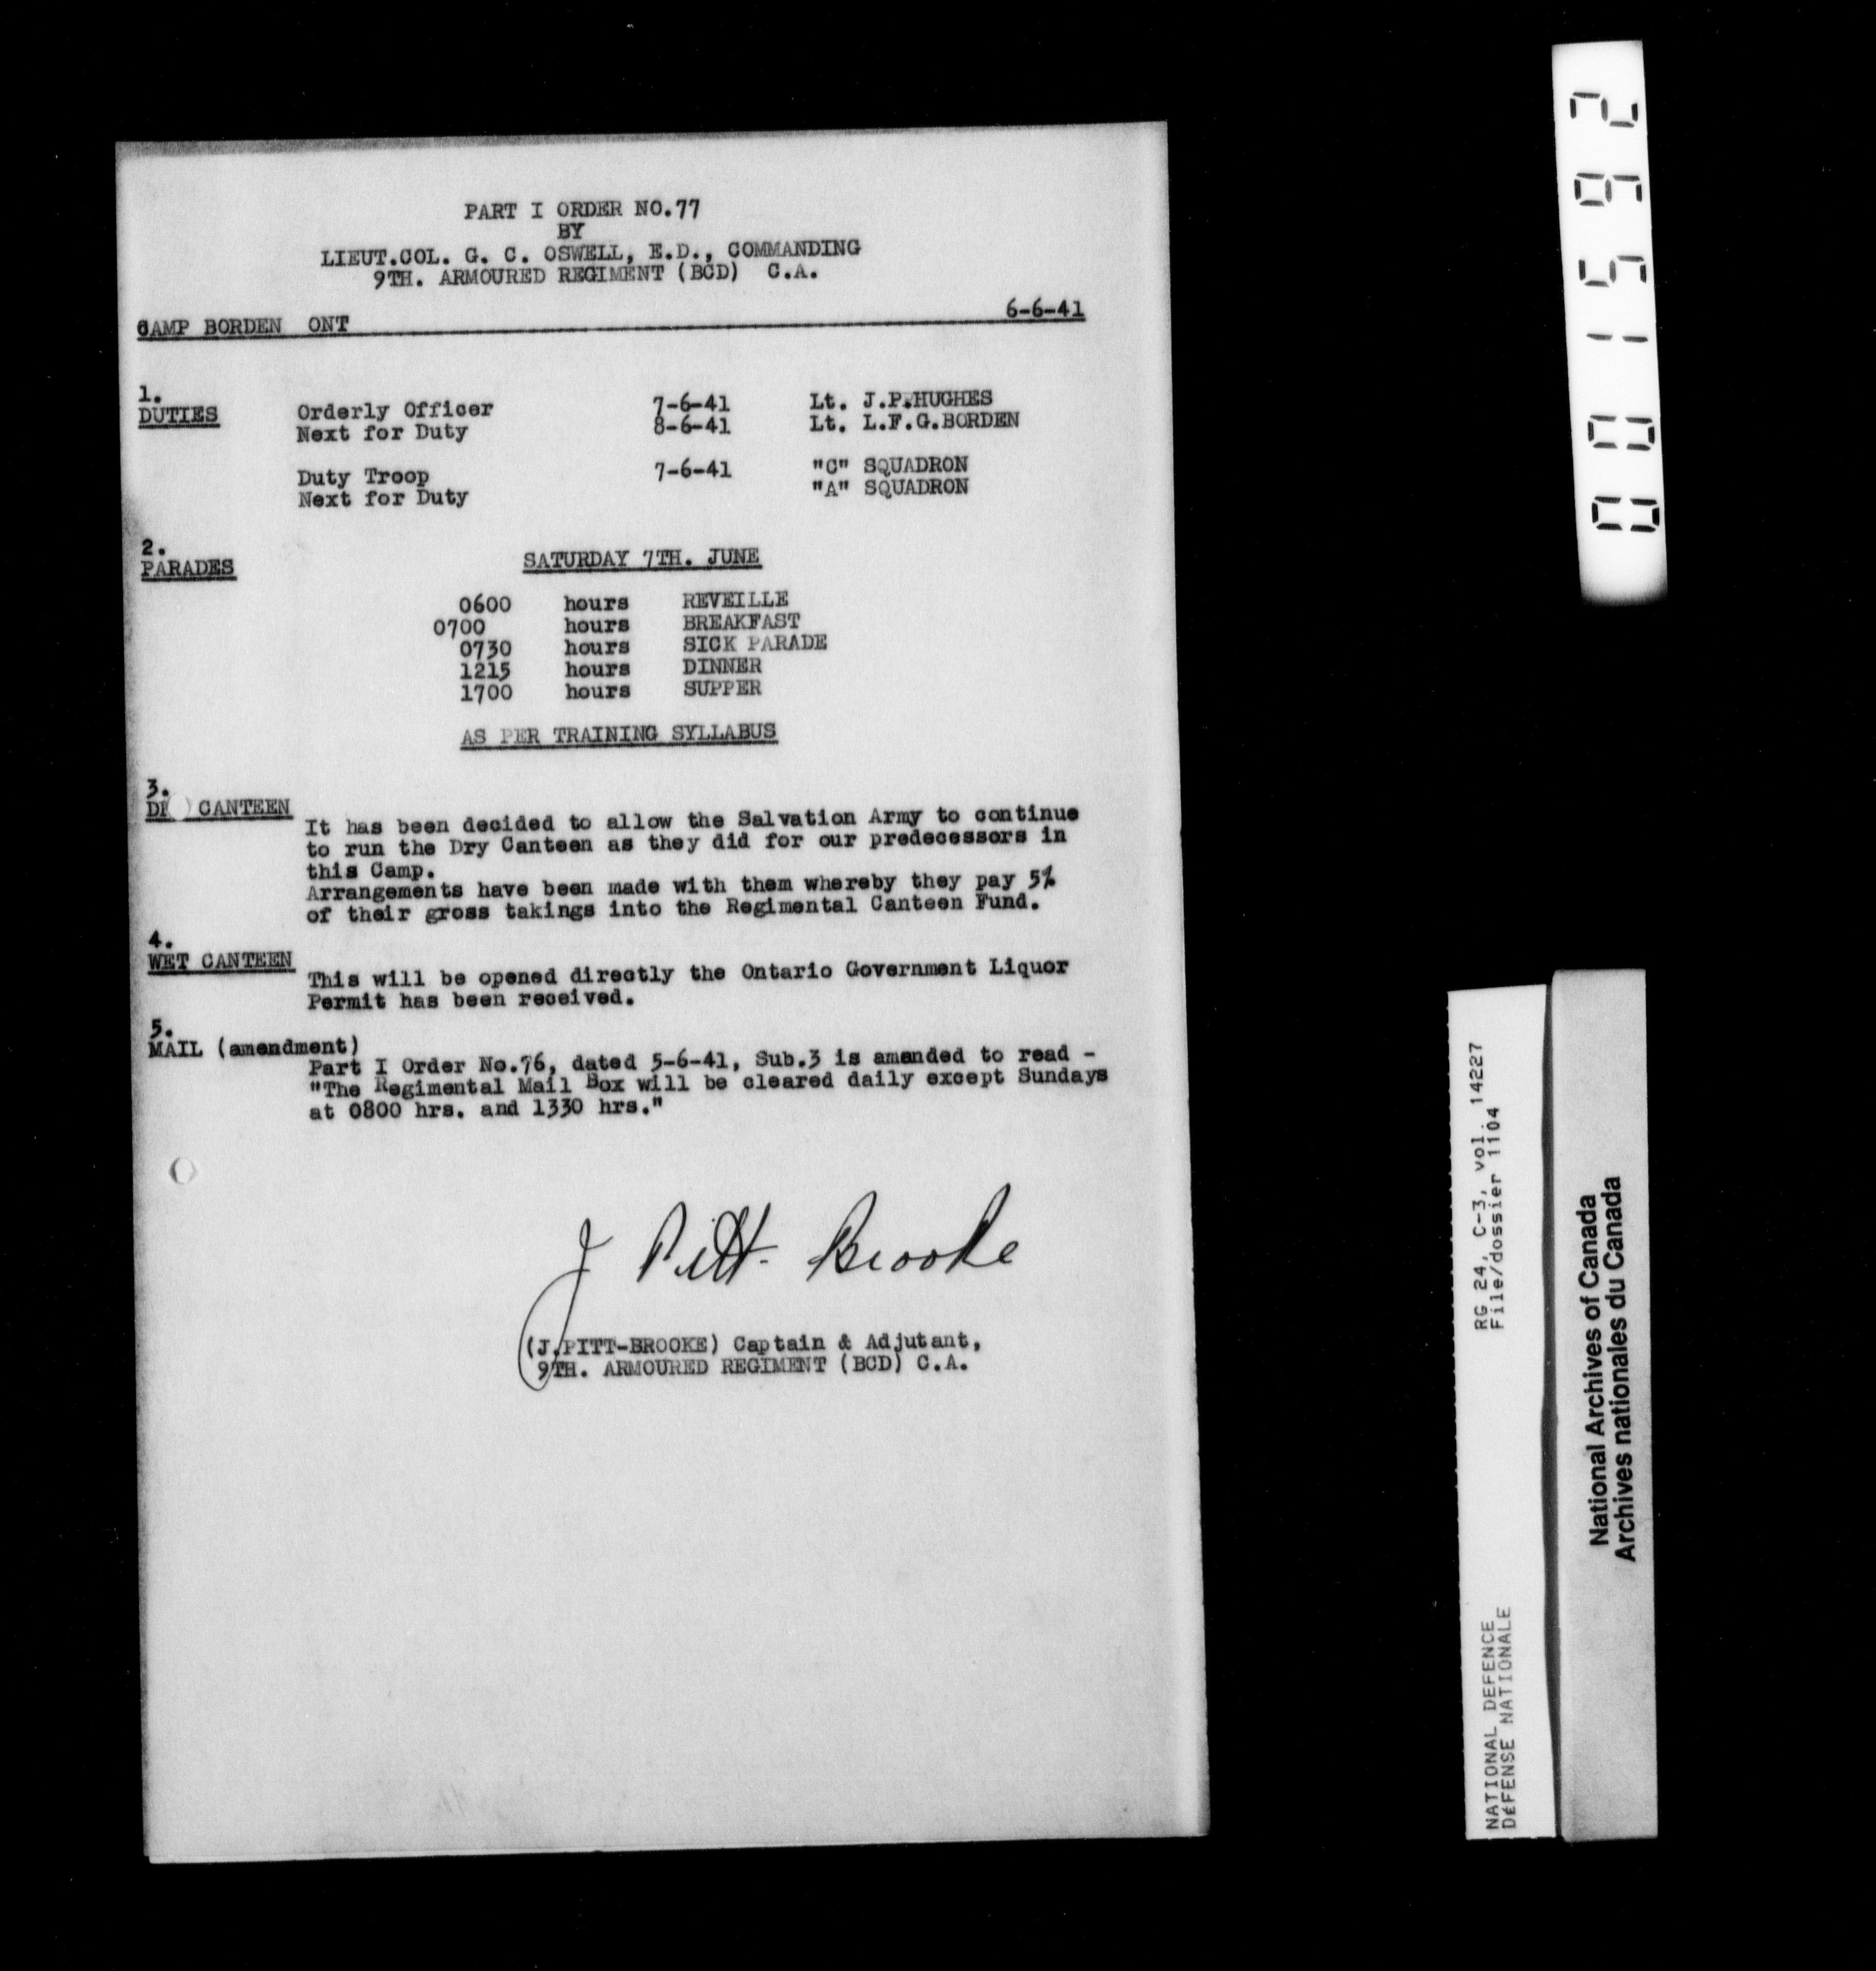 PART I ORDER NO.77
BY
LIEUT.COL. G. C. OSWELL, E.D., COMMANDING
9TH. ARMOURED REGIMENT (BCD) C.A.
CAMP BORDEN ONT 6-6-41
1.
DUTIES Orderly Officer 7-6-41 Lt. J.P.HUGHES
Next for Duty 8-6-41 Lt. L.F.G.BORDEN
Duty Troop 7-6-41 "C" SQUADRON
Next for Duty "A" SQUADRON
2.
PARADES SATURDAY 7TH. JUNE
0600 hours REVEILLE
0700 hours BREAKFAST
0730 hours SICK PARADE
1215 hours DINNER
1700 hours SUPPER
AS PER TRAINING SYLLABUS
3.
CANTEEN
It has been decided to allow the Salvation Army to continue
to run the Dry Canteen as they did for our predecessors in
this Camp.
Arrangements have been made with them whereby they pay 5%
of their gross takings into the Regimental Canteen Fund.
4.
WET CANTEEN
This will be opened directly the Ontario Government Liquor
Permit has been received.
5.
MAIL (amendment)
Part I Order No.76, dated 5-6-41, Sub.3 is amended to read -
"The Regimental Mail Box will be cleared daily except Sundays
at 0800 hrs. and 1330 hrs."
J Pitt-Brooke
(J.PITT-BROOKE) Captain & Adjutant,
9TH. ARMOURED REGIMENT (BCD) C.A.
001592
NATIONAL DEFENCE RG 24, C-3, vol. 14227
DéFENSE NATIONALE File/dossier 1104
National Archives of Canada
Archives nationales du Canada